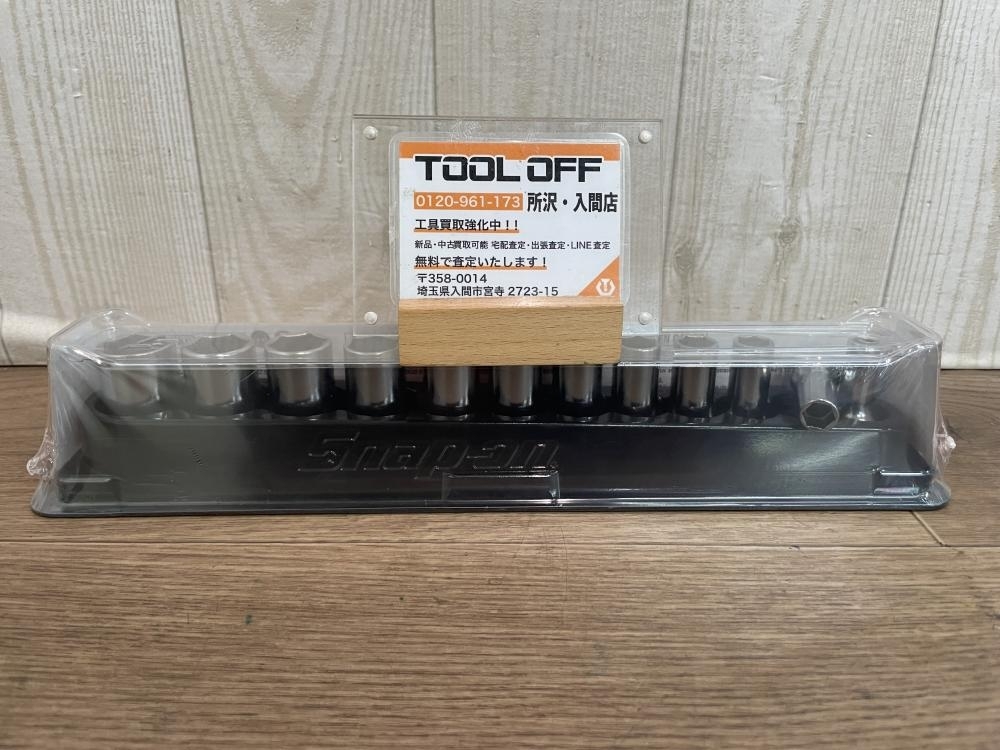 TOOL OFF
0120-961-173 所沢・入間店
工具買取強化中！！
新品・中古買取可能 宅配査定・出張査定・LINE査定
無料で査定いたします！
〒358-0014
埼玉県入間市宮寺 2723-15
Snap-on